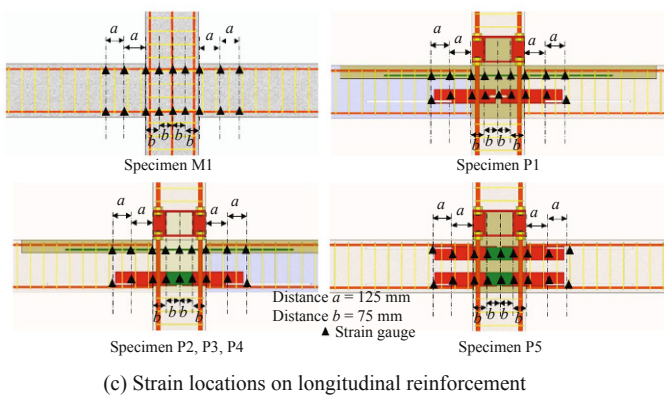 a a
a a
b b b b
Specimen M1
a a
a a
b b b b
Specimen P1
a a
a a
b b b b
Specimen P2, P3, P4
Distance a = 125 mm
Distance b = 75 mm
▲ Strain gauge
a a
a a
b b b b
Specimen P5
(c) Strain locations on longitudinal reinforcement